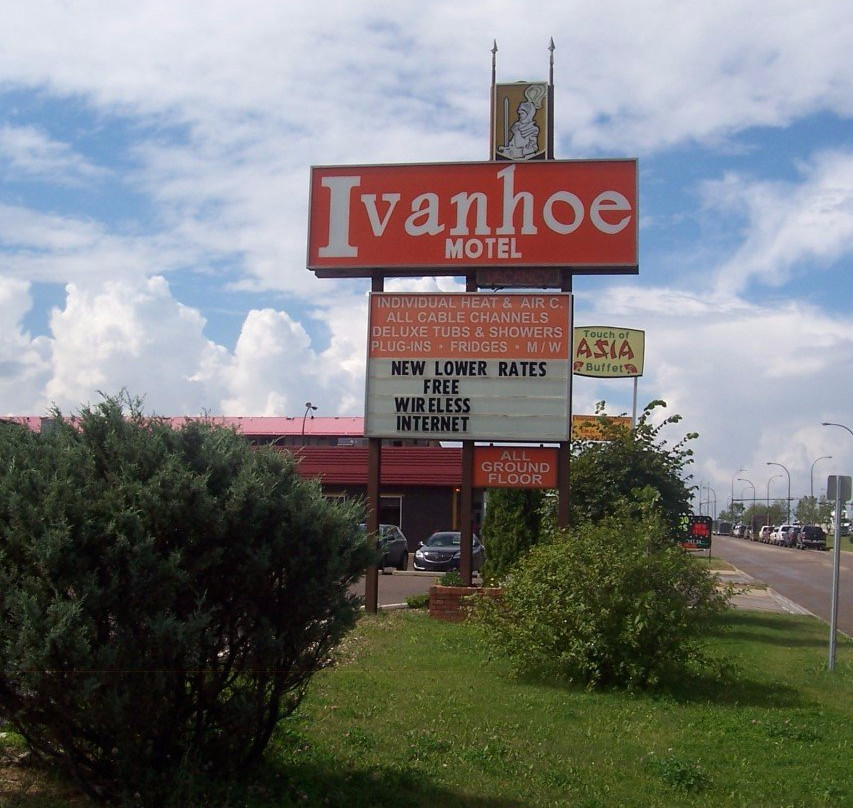 Ivanhoe
MOTEL
VACANCY
INDIVIDUAL HEAT & AIR C.
ALL CABLE CHANNELS
DELUXE TUBS & SHOWERS
PLUG-INS • FRIDGES • M/W
NEW LOWER RATES
FREE
WIRELESS
INTERNET
ALL
GROUND
FLOOR
Touch of
ASIA
Buffet